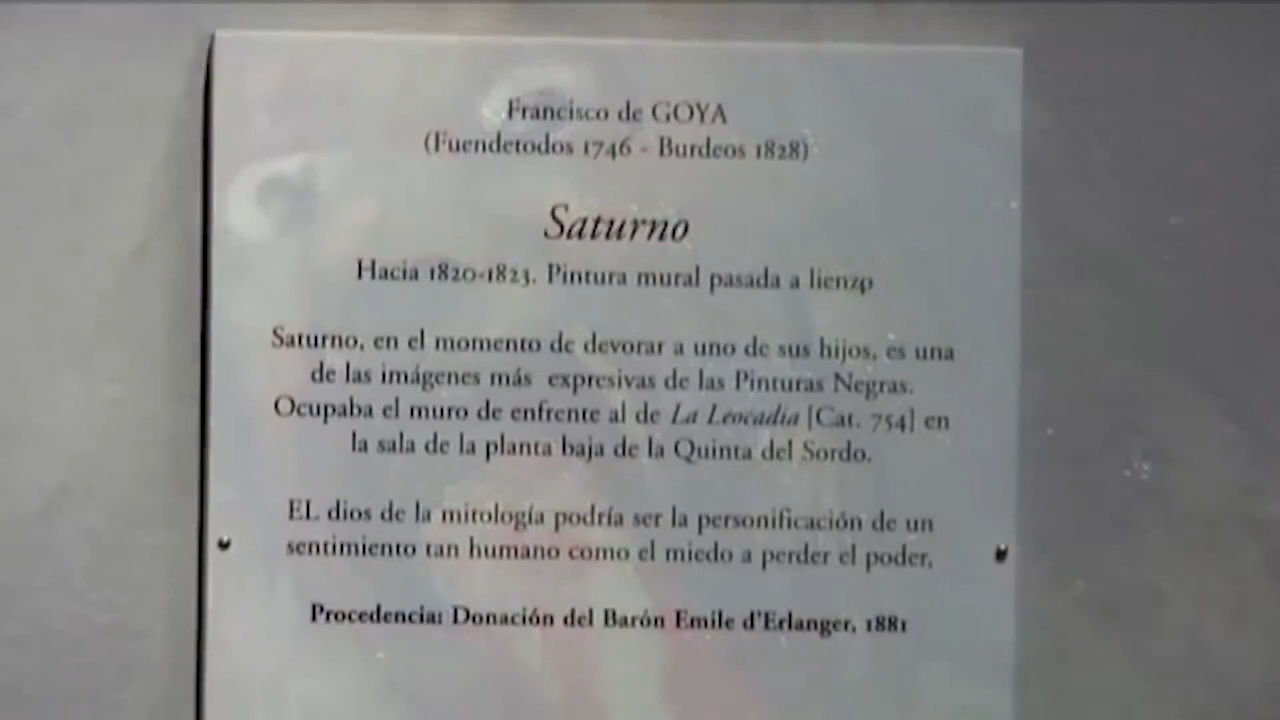 Francisco de GOYA
(Fuendetodos 1746 - Burdeos 1828)
Saturno
Hacia 1820-1823. Pintura mural pasada a lienzo
Saturno, en el momento de devorar a uno de sus hijos, es una
de las imágenes más expresivas de las Pinturas Negras.
Ocupaba el muro de enfrente al de La Leocadia [Cat. 754] en
la sala de la planta baja de la Quinta del Sordo.
EL dios de la mitología podría ser la personificación de un
sentimiento tan humano como el miedo a perder el poder.
Procedencia: Donación del Barón Emile d'Erlanger, 1881